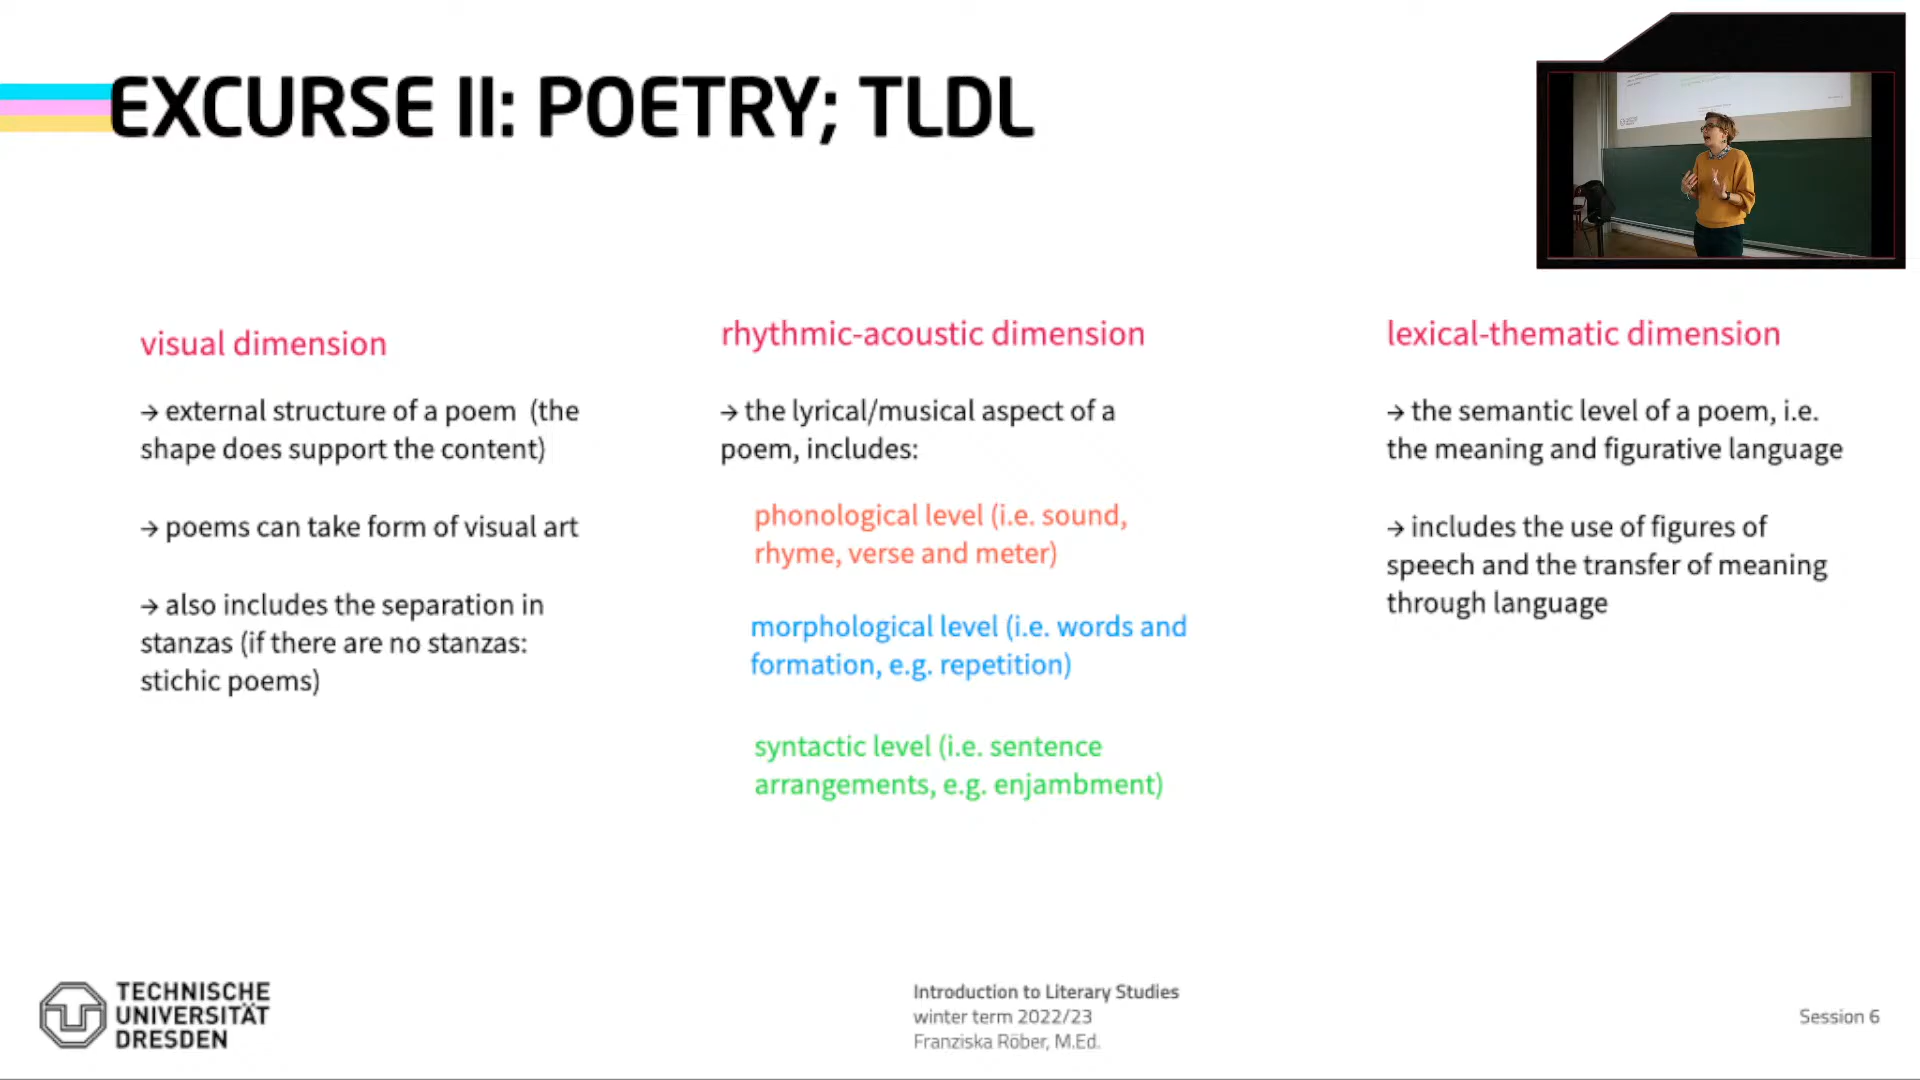 EXCURSE II: POETRY; TLDL
visual dimension
→ external structure of a poem (the
shape does support the content)
→ poems can take form of visual art
→ also includes the separation in
stanzas (if there are no stanzas:
stichic poems)
rhythmic-acoustic dimension
→ the lyrical/musical aspect of a
poem, includes:
phonological level (i.e. sound,
rhyme, verse and meter)
morphological level (i.e. words and
formation, e.g. repetition)
syntactic level (i.e. sentence
arrangements, e.g. enjambment)
lexical-thematic dimension
→ the semantic level of a poem, i.e.
the meaning and figurative language
→ includes the use of figures of
speech and the transfer of meaning
through language
TECHNISCHE
UNIVERSITÄT
DRESDEN
Introduction to Literary Studies
winter term 2022/23
Franziska Röber, M.Ed.
Session 6